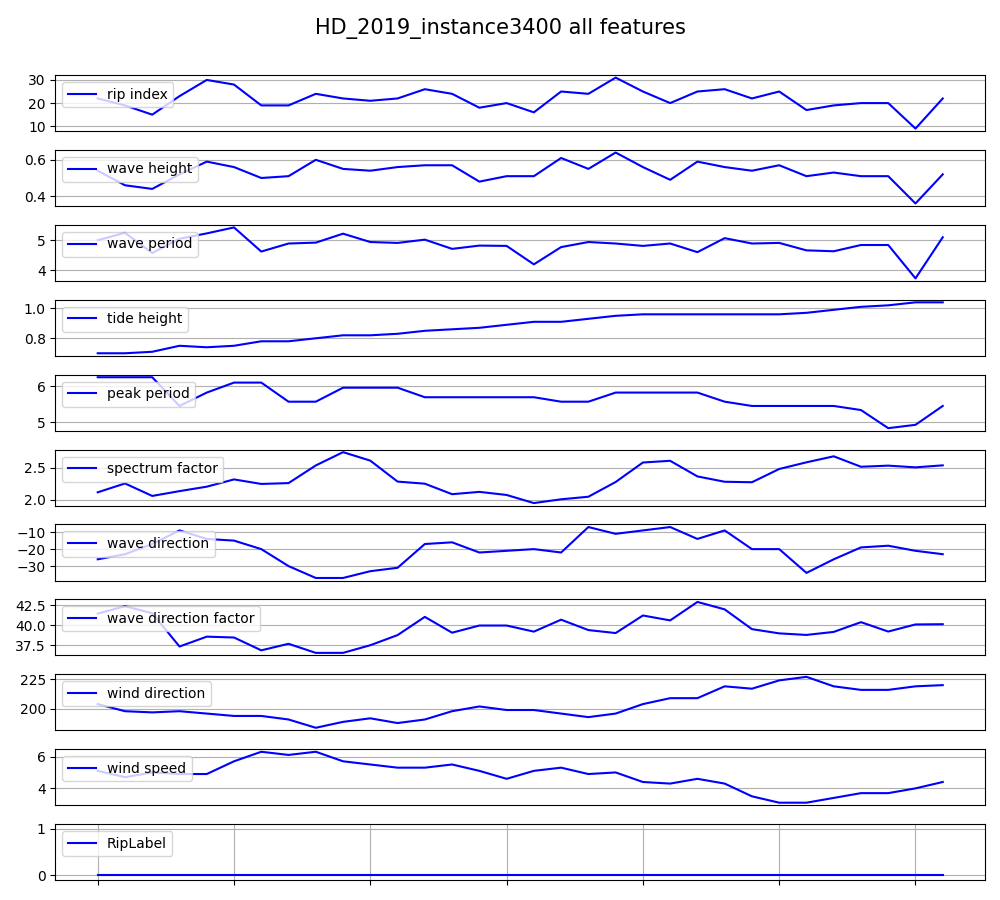 HD_2019_instance3400 all features
30
20
10
rip index
0.6
0.4
wave height
5
4
wave period
1.0
0.8
tide height
6
5
peak period
2.5
2.0
spectrum factor
−10
−20
−30
wave direction
42.5
40.0
37.5
wave direction factor
225
200
wind direction
6
4
wind speed
1
0
RipLabel